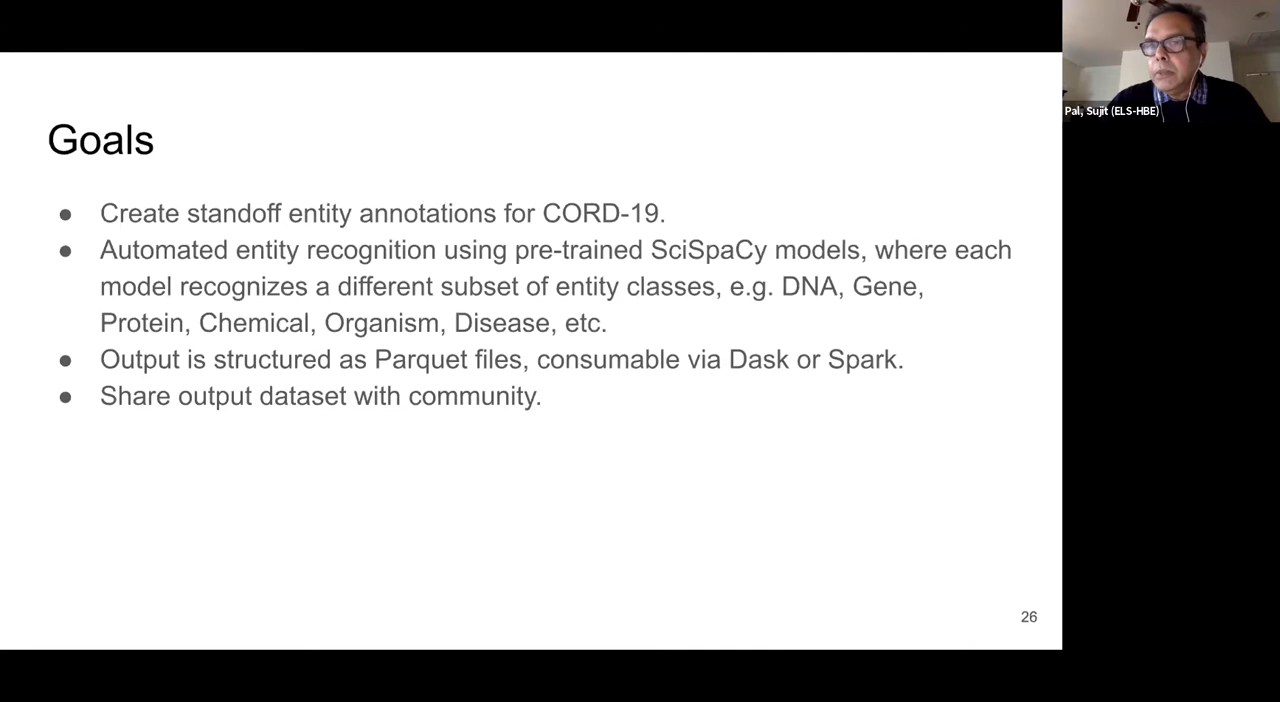 Goals
● Create standoff entity annotations for CORD-19.
● Automated entity recognition using pre-trained SciSpaCy models, where each
model recognizes a different subset of entity classes, e.g. DNA, Gene,
Protein, Chemical, Organism, Disease, etc.
● Output is structured as Parquet files, consumable via Dask or Spark.
● Share output dataset with community.
26
Pal, Sujit (ELS-HBE)